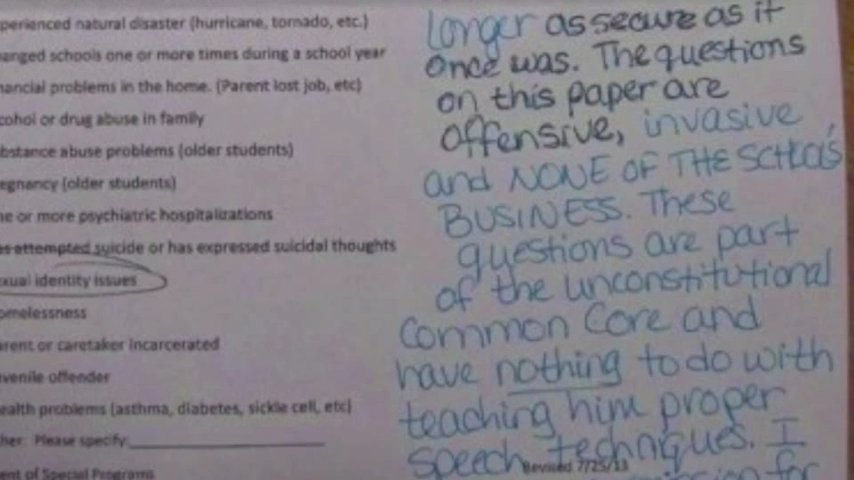 perienced natural disaster (hurricane, tornado, etc.)
anged schools one or more times during a school year
nancial problems in the home. (Parent lost job, etc)
cohol or drug abuse in family
bstance abuse problems (older students)
egnancy (older students)
ne or more psychiatric hospitalizations
as attempted suicide or has expressed suicidal thoughts
exual identity issues
omelessness
arent or caretaker incarcerated
uvenile offender
ealth problems (asthma, diabetes, sickle cell, etc)
ther. Please specify:
ent of Special Programs
Revised 7/25/13
longer as secure as it
once was. The questions
on this paper are
offensive, invasive
and NONE OF THE SCHOOL'S
BUSINESS. These
questions are part
of the unconstitutional
Common Core and
have nothing to do with
teaching him proper
speech techniques. I
for